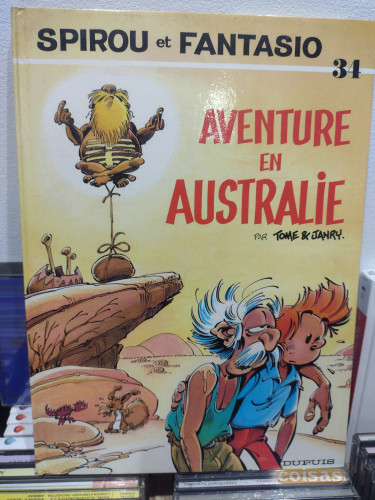 SPIROU et FANTASIO
34
AVENTURE
EN
AUSTRALIE
PAR TOME & JANRY.
DUPUIS
coisas